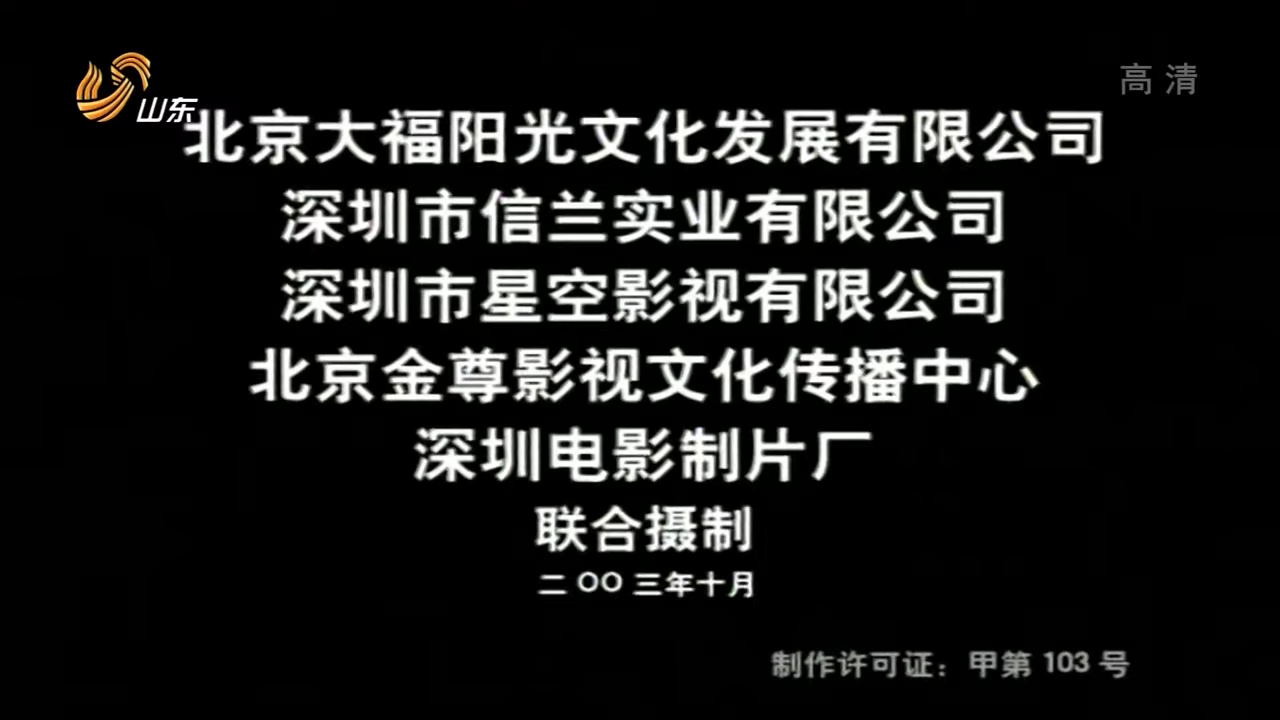 山东
高清
北京大福阳光文化发展有限公司
深圳市信兰实业有限公司
深圳市星空影视有限公司
北京金尊影视文化传播中心
深圳电影制片厂
联合摄制
二〇〇三年十月
制作许可证：甲第 103 号